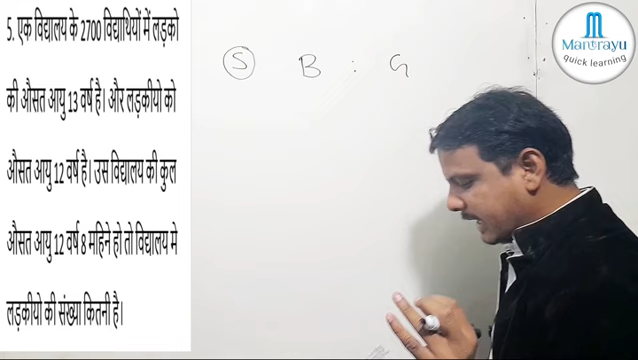 5. एक विद्यालय के 2700 विद्याथियों में लड़को
की औसत आयु 13 वर्ष है। और लड़कीयो को
औसत आयु 12 वर्ष है। उस विद्यालय की कुल
औसत आयु 12 वर्ष 8 महिने हो तो विद्यालय मे
लड़कीयो की संख्या कितनी है।
5 B : G
Manurayu
quick learning